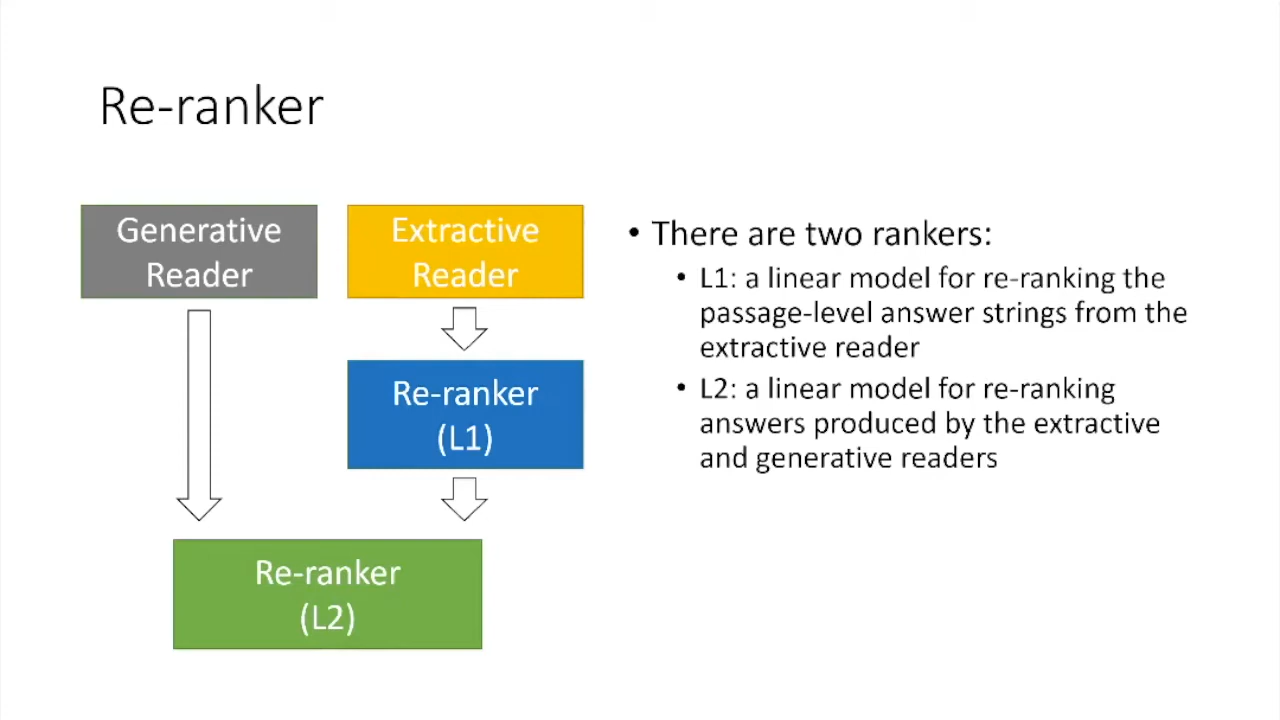 Re-ranker
Generative
Reader
Extractive
Reader
Re-ranker
(L1)
Re-ranker
(L2)
• There are two rankers:
• L1: a linear model for re-ranking the
passage-level answer strings from the
extractive reader
• L2: a linear model for re-ranking
answers produced by the extractive
and generative readers